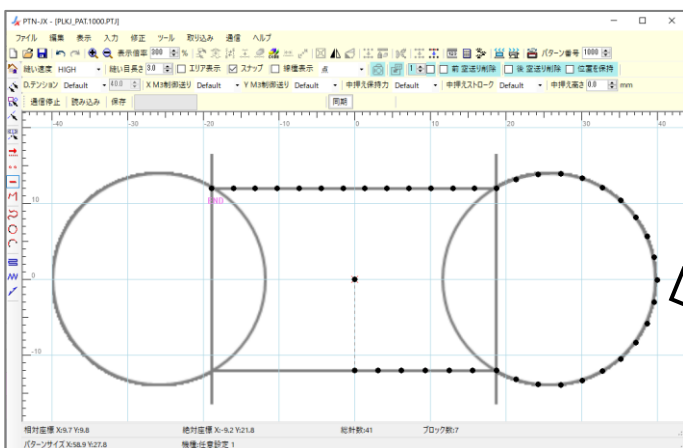 PTN-JX - [PLKJ_PAT.1000.PTJ]
ファイル 編集 表示 入力 修正 ツール 取り込み 通信 ヘルプ
表示倍率 300 % パターン番号 1000
縫い速度 HIGH 縫い目長さ 3.0 エリア表示 スナップ 線種表示 点 1 前 空送り削除 後 空送り削除 位置を保持
D.テンション Default 40.0 X M3制御送り Default Y M3制御送り Default 中押え保持力 Default 中押えストローク Default 中押え高さ 0.0 mm
通信停止 読み込み 保存 同期
-40 -30 -20 -10 0 10 20 30 40
10
END
0
-10
相対座標 X:9.7 Y:9.8 絶対座標 X:-9.2 Y:21.8 総針数:41 ブロック数:7
パターンサイズ X:58.9 Y:27.8 機種:任意設定 1